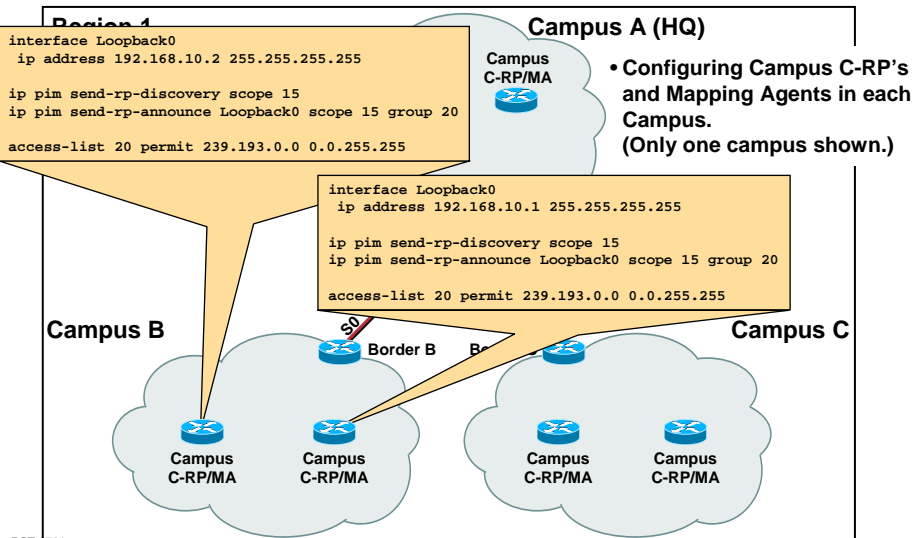 Campus A (HQ)
interface Loopback0
ip address 192.168.10.2 255.255.255.255
ip pim send-rp-discovery scope 15
ip pim send-rp-announce Loopback0 scope 15 group 20
access-list 20 permit 239.193.0.0 0.0.255.255
Campus
C-RP/MA
• Configuring Campus C-RP's
and Mapping Agents in each
Campus.
(Only one campus shown.)
interface Loopback0
ip address 192.168.10.1 255.255.255.255
ip pim send-rp-discovery scope 15
ip pim send-rp-announce Loopback0 scope 15 group 20
access-list 20 permit 239.193.0.0 0.0.255.255
Campus B
S0
Border B
Campus C
Campus
C-RP/MA
Campus
C-RP/MA
Campus
C-RP/MA
Campus
C-RP/MA